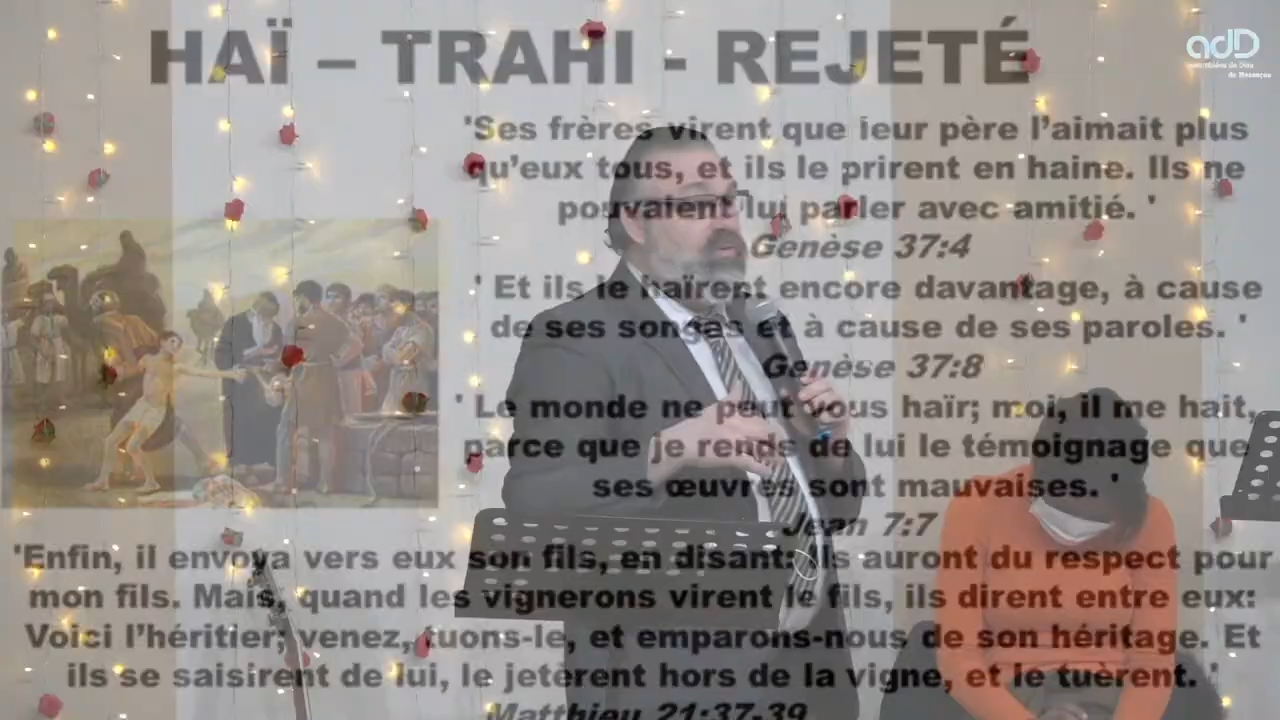 HAÏ – TRAHI - REJETÉ
adD
assemblées de Dieu
de Besançon
'Ses frères virent que leur père l’aimait plus
qu’eux tous, et ils le prirent en haine. Ils ne
pouvaient lui parler avec amitié. '
Genèse 37:4
' Et ils le haïrent encore davantage, à cause
de ses songes et à cause de ses paroles. '
Genèse 37:8
' Le monde ne peut vous haïr; moi, il me hait,
parce que je rends de lui le témoignage que
ses œuvres sont mauvaises. '
Jean 7:7
'Enfin, il envoya vers eux son fils, en disant: Ils auront du respect pour
mon fils. Mais, quand les vignerons virent le fils, ils dirent entre eux:
Voici l’héritier; venez, tuons-le, et emparons-nous de son héritage. Et
ils se saisirent de lui, le jetèrent hors de la vigne, et le tuèrent. '
Matthieu 21:37-39